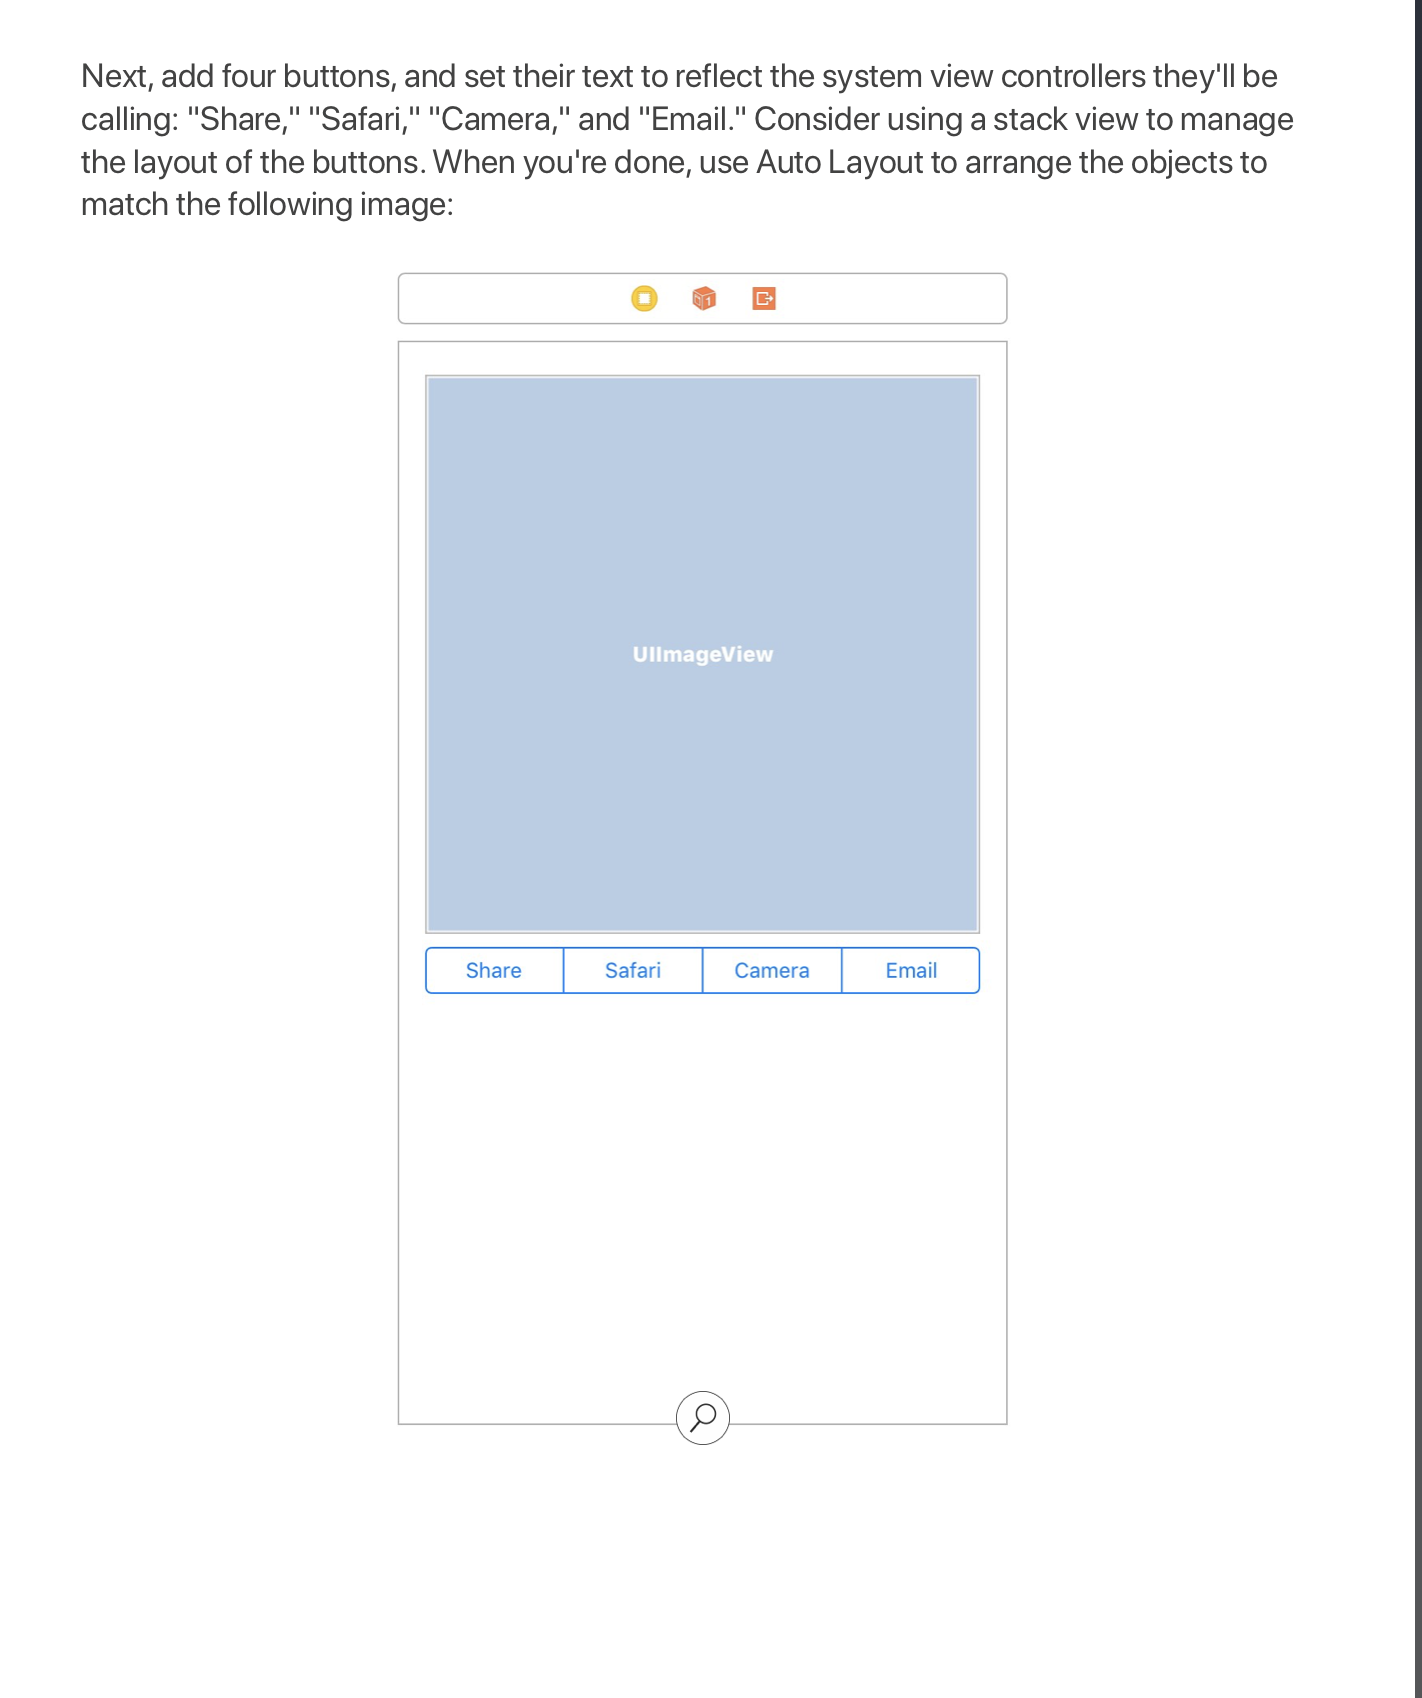 Next, add four buttons, and set their text to reflect the system view controllers they'll be
calling: "Share," "Safari," "Camera," and "Email." Consider using a stack view to manage
the layout of the buttons. When you're done, use Auto Layout to arrange the objects to
match the following image:
1
UIImageView
Share Safari Camera Email